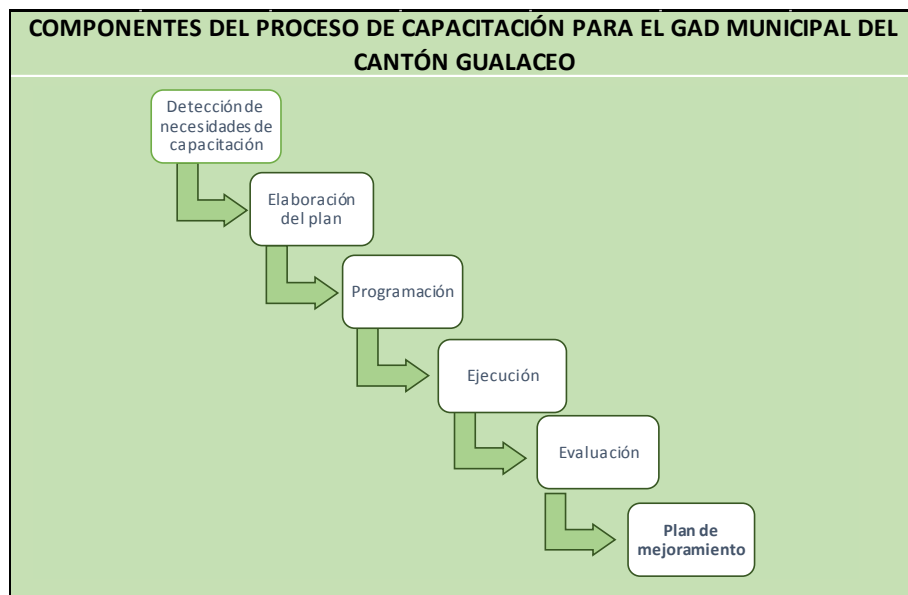 COMPONENTES DEL PROCESO DE CAPACITACIÓN PARA EL GAD MUNICIPAL DEL
CANTÓN GUALACEO
Detección de
necesidades de
capacitación
Elaboración
del plan
Programación
Ejecución
Evaluación
Plan de
mejoramiento